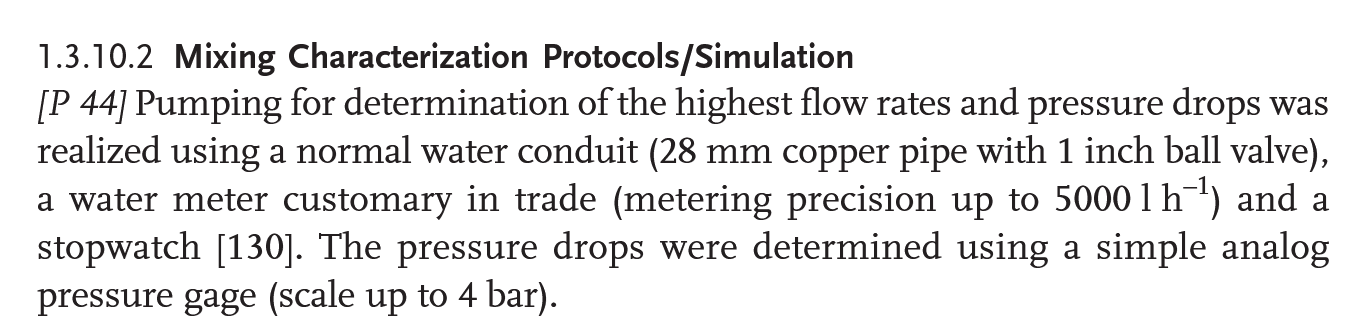 1.3.10.2 Mixing Characterization Protocols/Simulation
[P 44] Pumping for determination of the highest flow rates and pressure drops was
realized using a normal water conduit (28 mm copper pipe with 1 inch ball valve),
a water meter customary in trade (metering precision up to 5000 l h⁻¹) and a
stopwatch [130]. The pressure drops were determined using a simple analog
pressure gage (scale up to 4 bar).